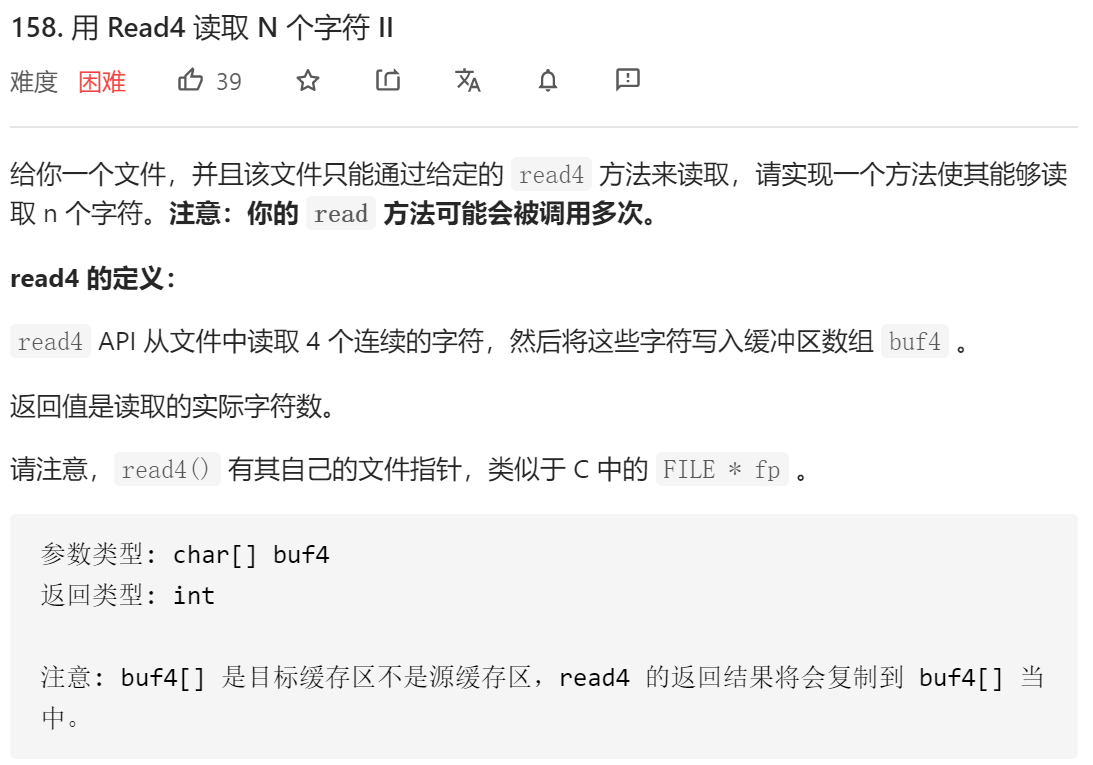 158. 用 Read4 读取 N 个字符 II
难度 困难 39
给你一个文件，并且该文件只能通过给定的 read4 方法来读取，请实现一个方法使其能够读
取 n 个字符。注意：你的 read 方法可能会被调用多次。
read4 的定义：
read4 API 从文件中读取 4 个连续的字符，然后将这些字符写入缓冲区数组 buf4 。
返回值是读取的实际字符数。
请注意，read4() 有其自己的文件指针，类似于 C 中的 FILE * fp 。
参数类型: char[] buf4
返回类型: int
注意: buf4[] 是目标缓存区不是源缓存区，read4 的返回结果将会复制到 buf4[] 当
中。